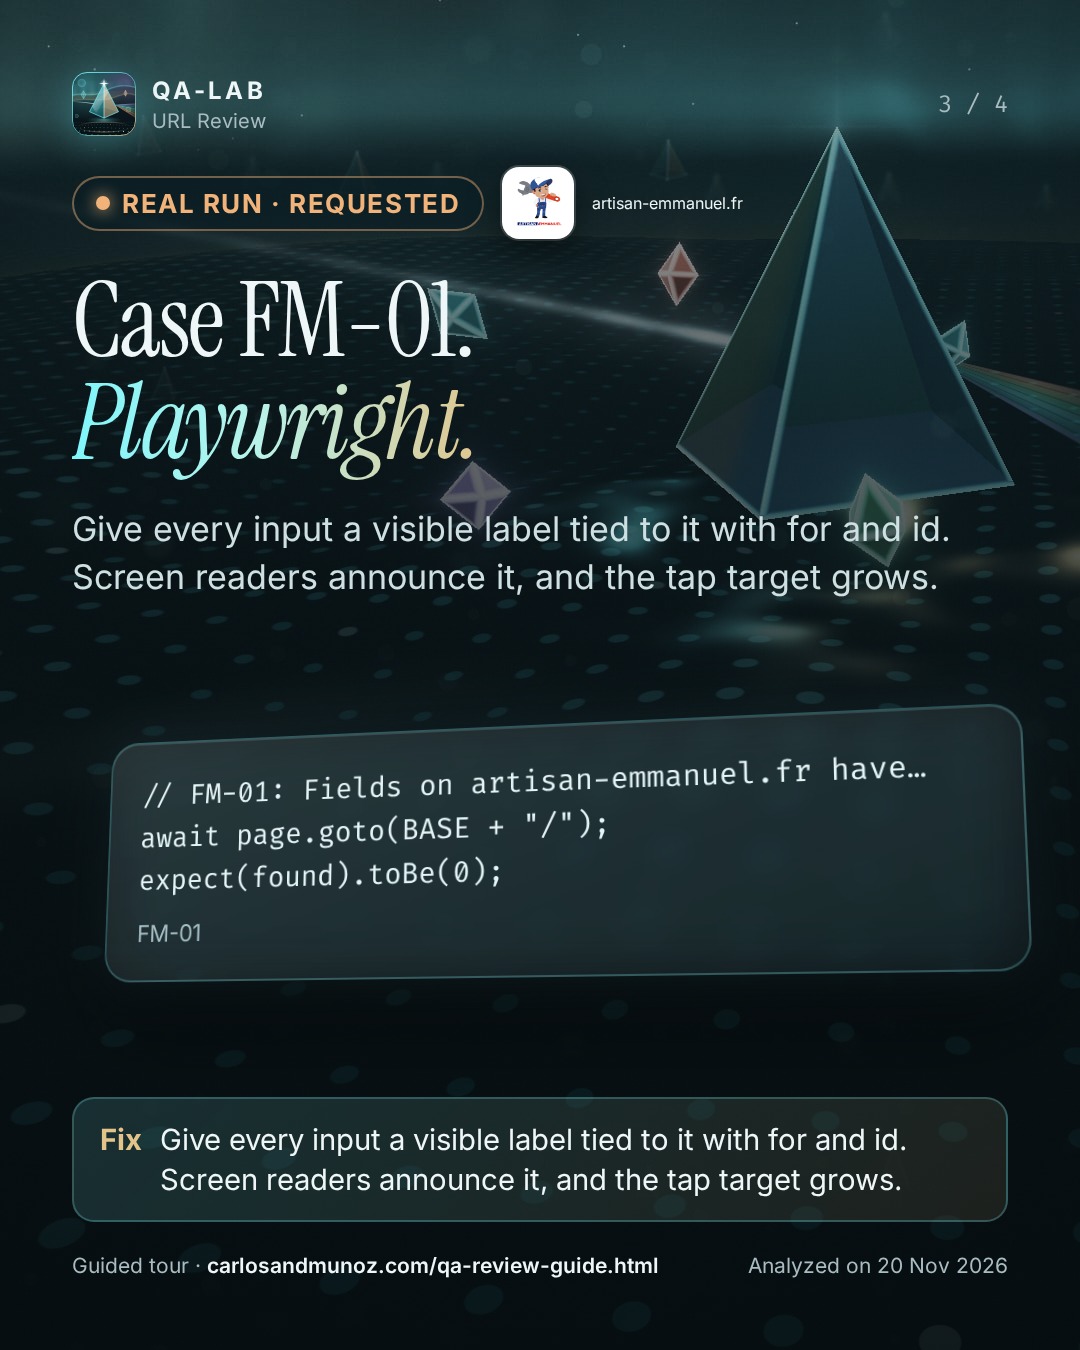 QA-LAB
URL Review
3 / 4
REAL RUN · REQUESTED
ARTISAN EMMANUEL
artisan-emmanuel.fr
Case FM-01.
Playwright.
Give every input a visible label tied to it with for and id.
Screen readers announce it, and the tap target grows.
// FM-01: Fields on artisan-emmanuel.fr have…
await page.goto(BASE + "/");
expect(found).toBe(0);
FM-01
Fix Give every input a visible label tied to it with for and id.
Screen readers announce it, and the tap target grows.
Guided tour · carlosandmunoz.com/qa-review-guide.html
Analyzed on 20 Nov 2026